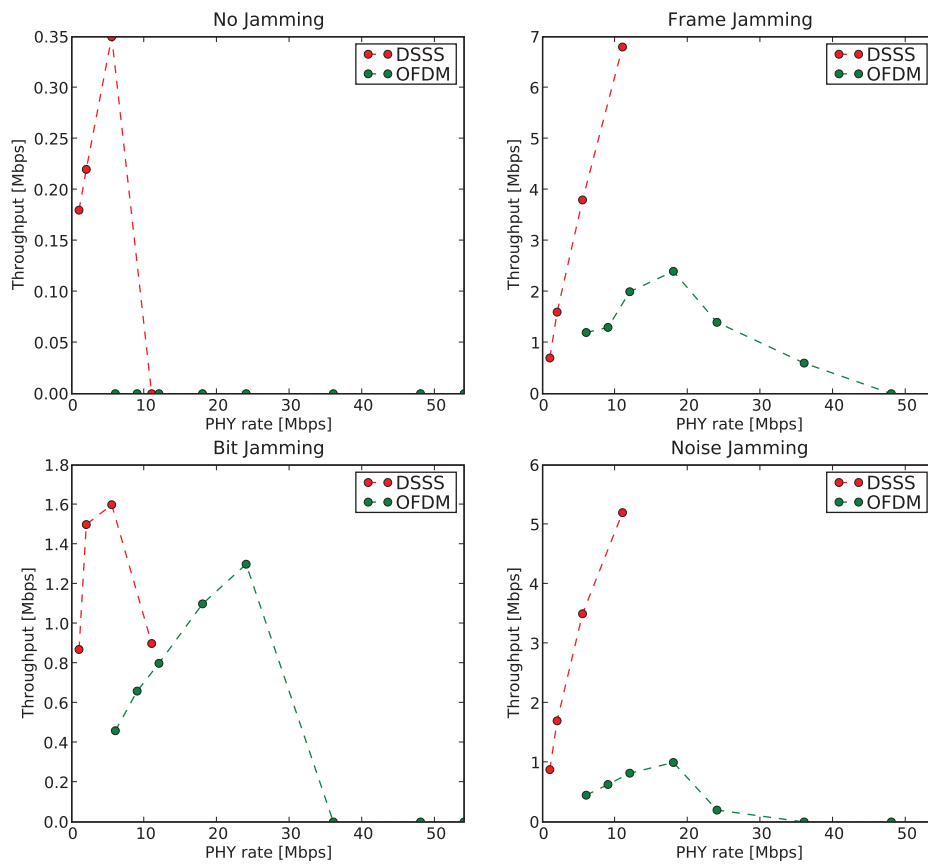 No Jamming
0.35
0.30
0.25
0.20
0.15
0.10
0.05
0.00
Throughput [Mbps]
0 10 20 30 40 50
PHY rate [Mbps]
DSSS
OFDM
Frame Jamming
7
6
5
4
3
2
1
0
Throughput [Mbps]
0 10 20 30 40 50
PHY rate [Mbps]
DSSS
OFDM
Bit Jamming
1.8
1.6
1.4
1.2
1.0
0.8
0.6
0.4
0.2
0.0
Throughput [Mbps]
0 10 20 30 40 50
PHY rate [Mbps]
DSSS
OFDM
Noise Jamming
6
5
4
3
2
1
0
Throughput [Mbps]
0 10 20 30 40 50
PHY rate [Mbps]
DSSS
OFDM